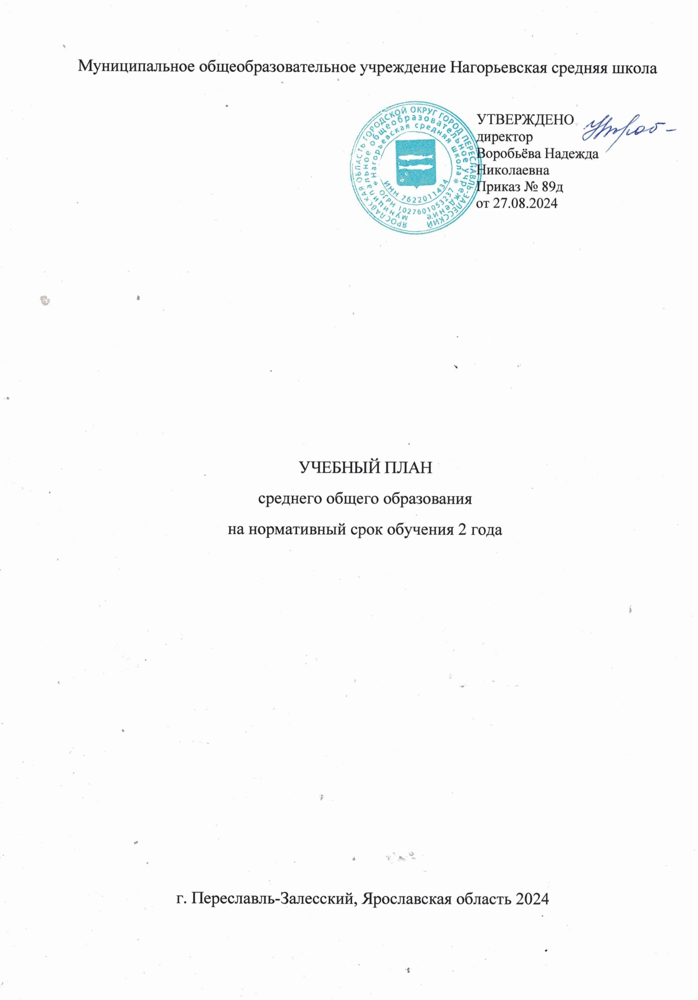 Муниципальное общеобразовательное учреждение Нагорьевская средняя школа
ЯРОСЛАВСКАЯ ОБЛАСТЬ ГОРОДСКОЙ ОКРУГ ГОРОД ПЕРЕСЛАВЛЬ-ЗАЛЕССКИЙ
муниципальное общеобразовательное учреждение
* Нагорьевская средняя школа *
ОГРН 1027601053237
ИНН 7622011434
УТВЕРЖДЕНО
директор
Воробьёва Надежда
Николаевна
Приказ № 89д
от 27.08.2024
УЧЕБНЫЙ ПЛАН
среднего общего образования
на нормативный срок обучения 2 года
г. Переславль-Залесский, Ярославская область 2024